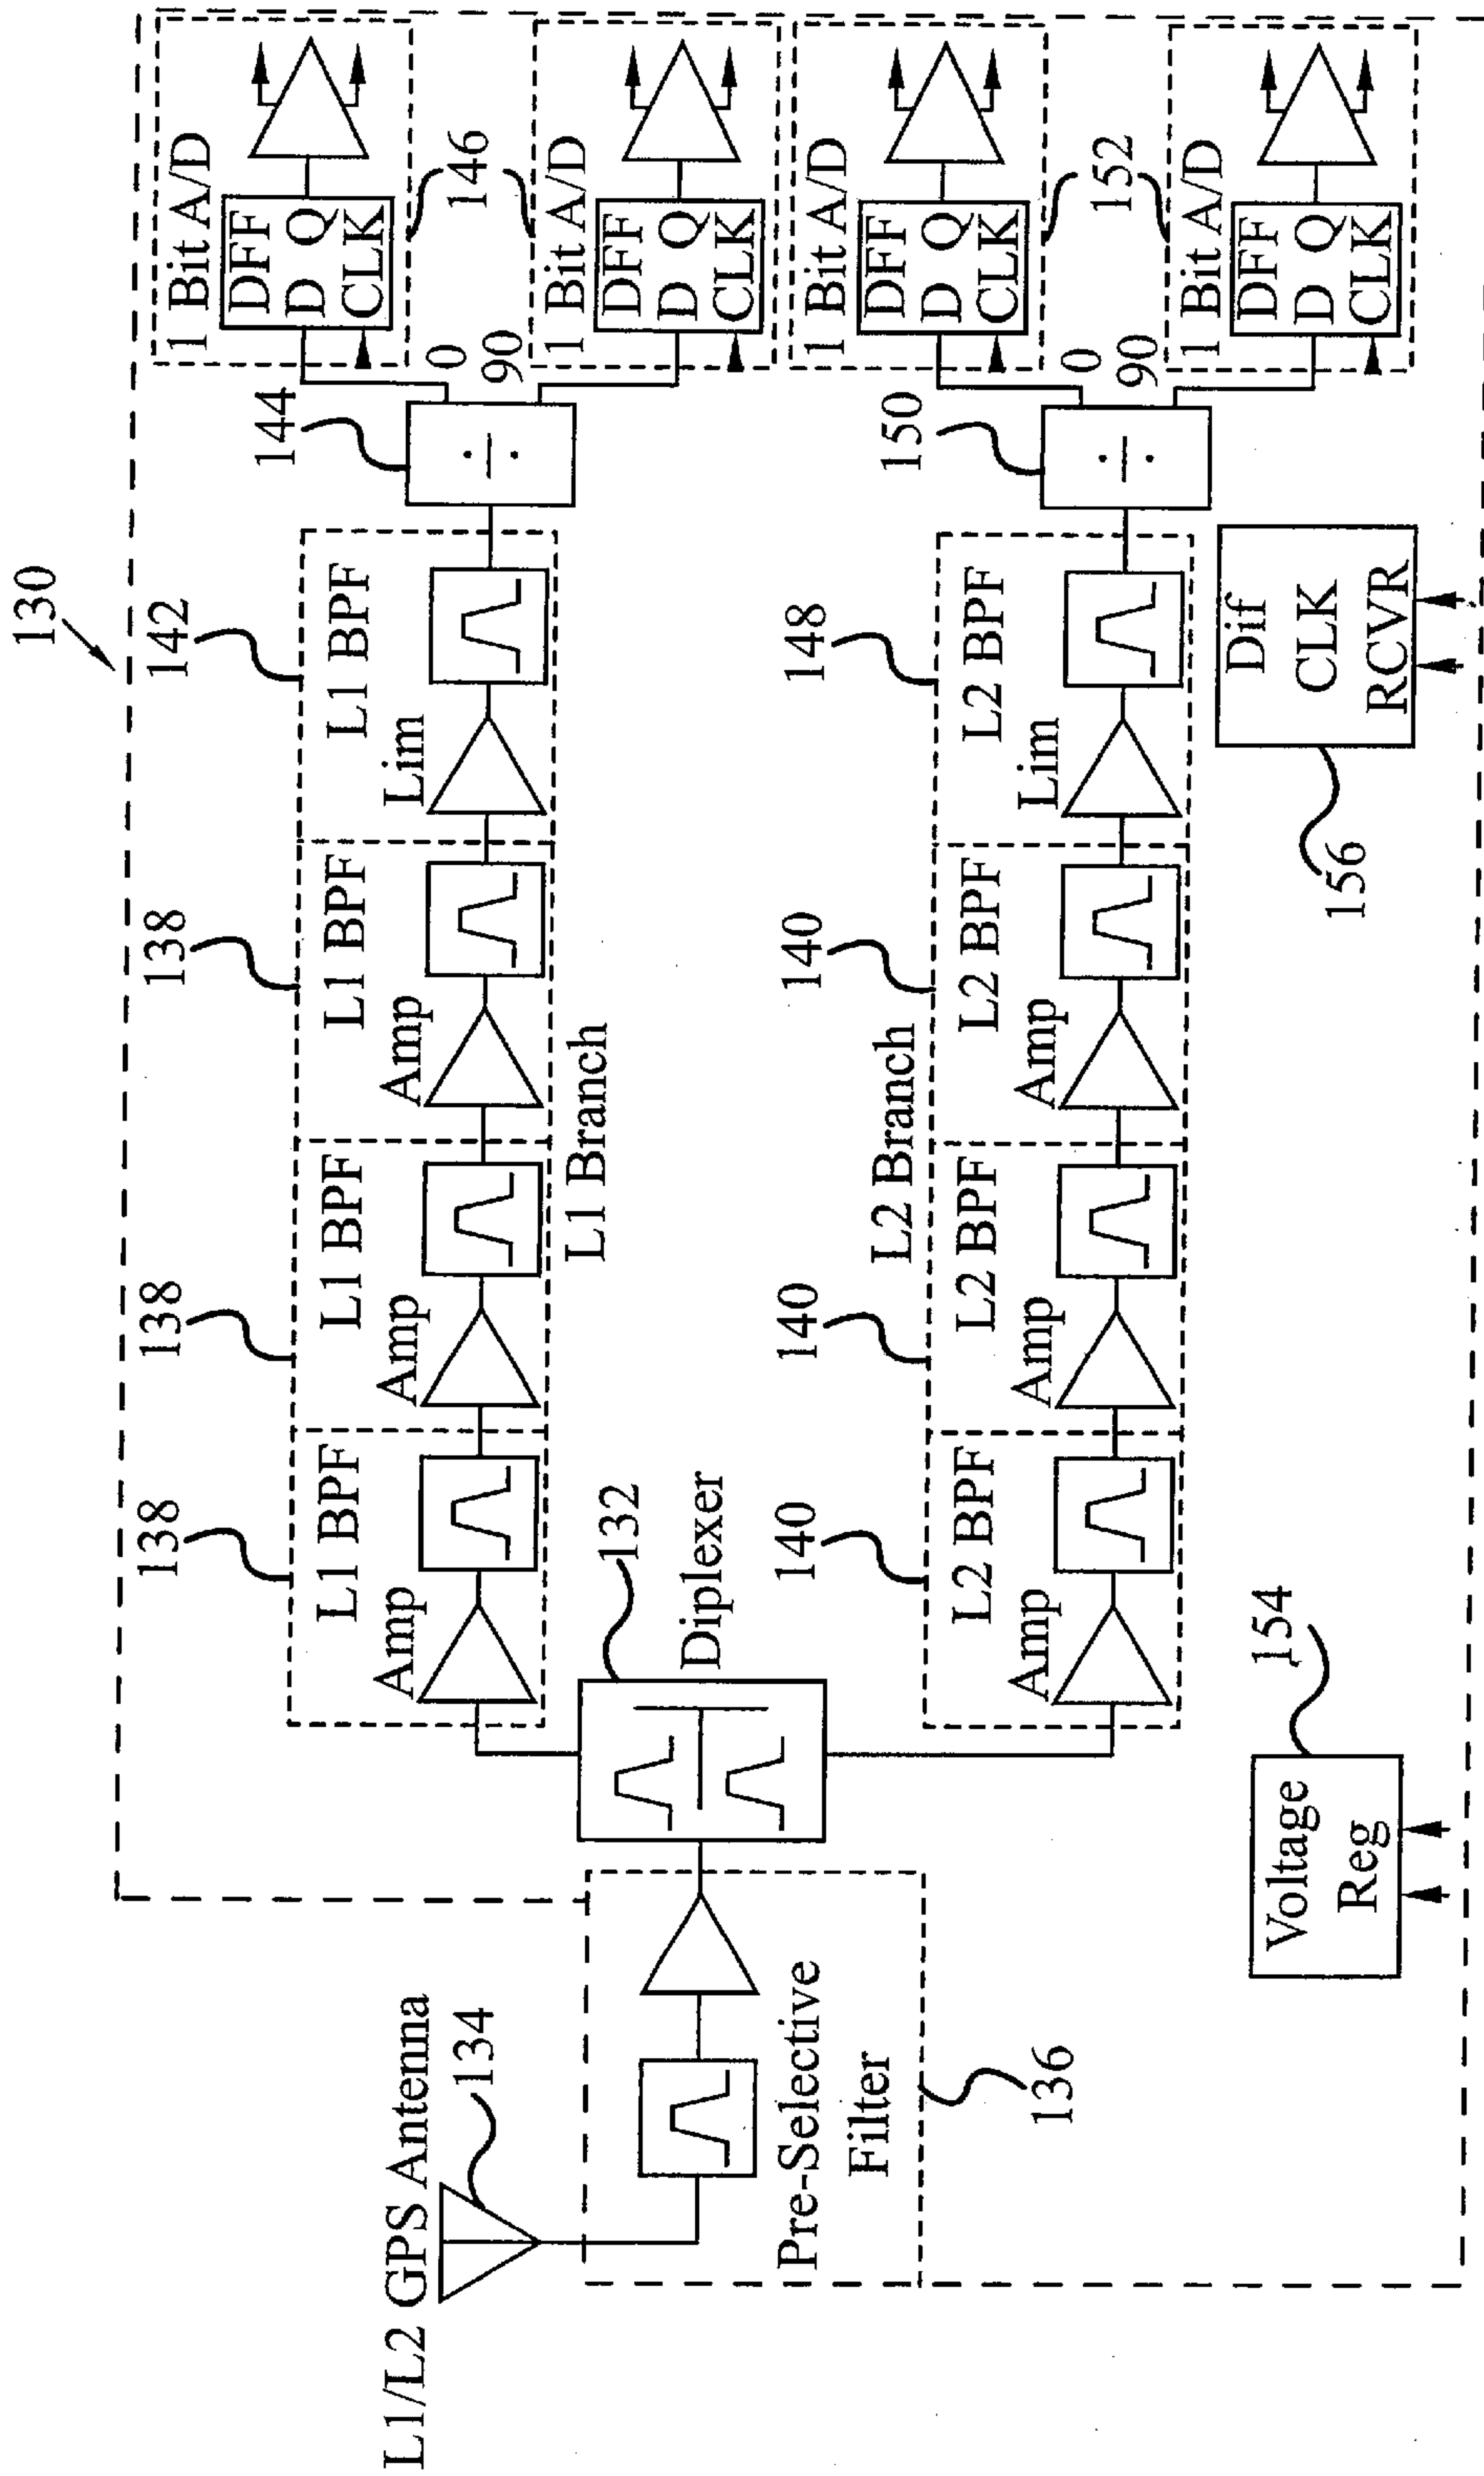 130
142
138
138
138
L1 BPF
L1 BPF
L1 BPF
L1 BPF
Amp
Amp
Amp
Lim
L1 Branch
144
0
90
1 Bit A/D
DFF
D Q
CLK
146
1 Bit A/D
DFF
D Q
CLK
L1/L2 GPS Antenna
134
Pre-Selective
Filter
136
132
Diplexer
L2 Branch
140
140
140
148
L2 BPF
L2 BPF
L2 BPF
L2 BPF
Amp
Amp
Amp
Lim
150
0
90
1 Bit A/D
DFF
D Q
CLK
152
1 Bit A/D
DFF
D Q
CLK
154
Voltage
Reg
156
Dif
CLK
RCVR